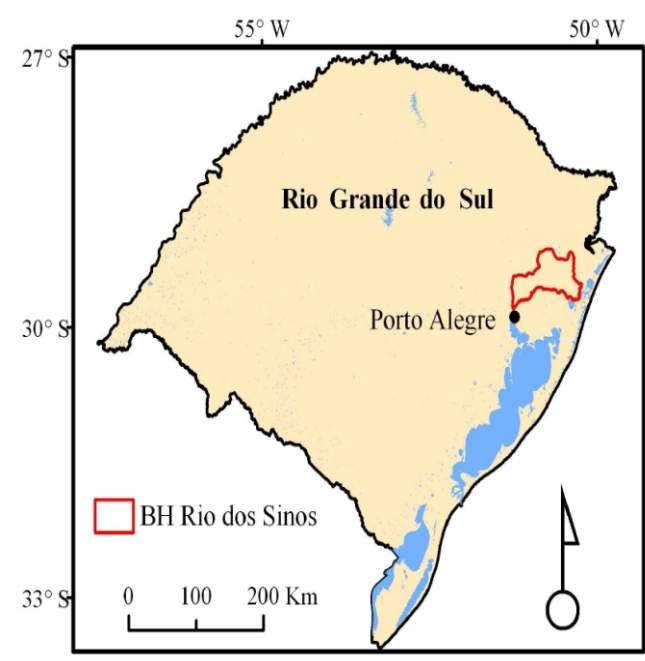 55° W 50° W
27° S
Rio Grande do Sul
Porto Alegre
30° S
BH Rio dos Sinos
0 100 200 Km
33° S